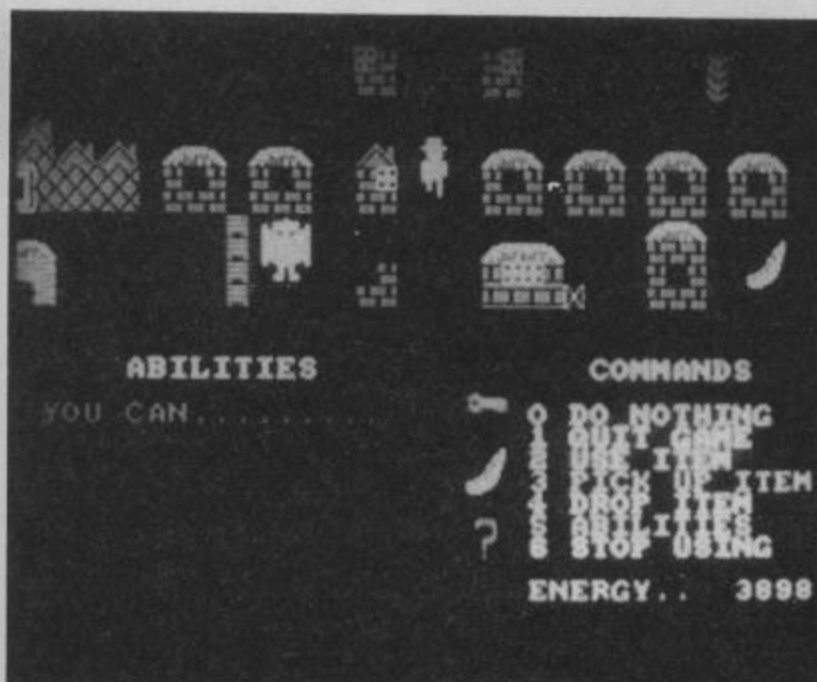 ABILITIES
YOU CAN..........
COMMANDS
0 DO NOTHING
1 QUIT GAME
2 USE ITEM
3 PICK UP ITEM
4 DROP ITEM
5 ABILITIES
6 STOP USING
ENERGY.. 3898